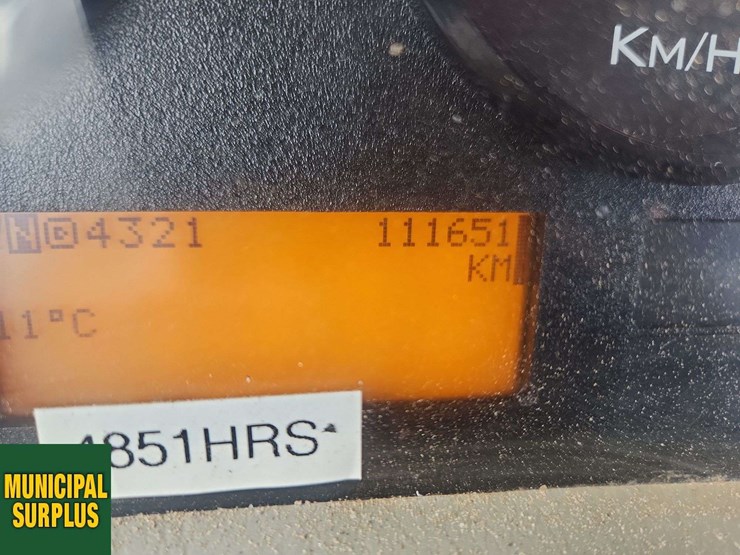 KM/H
N D 4321 111651
KM
11°C
4851HRS
MUNICIPAL
SURPLUS